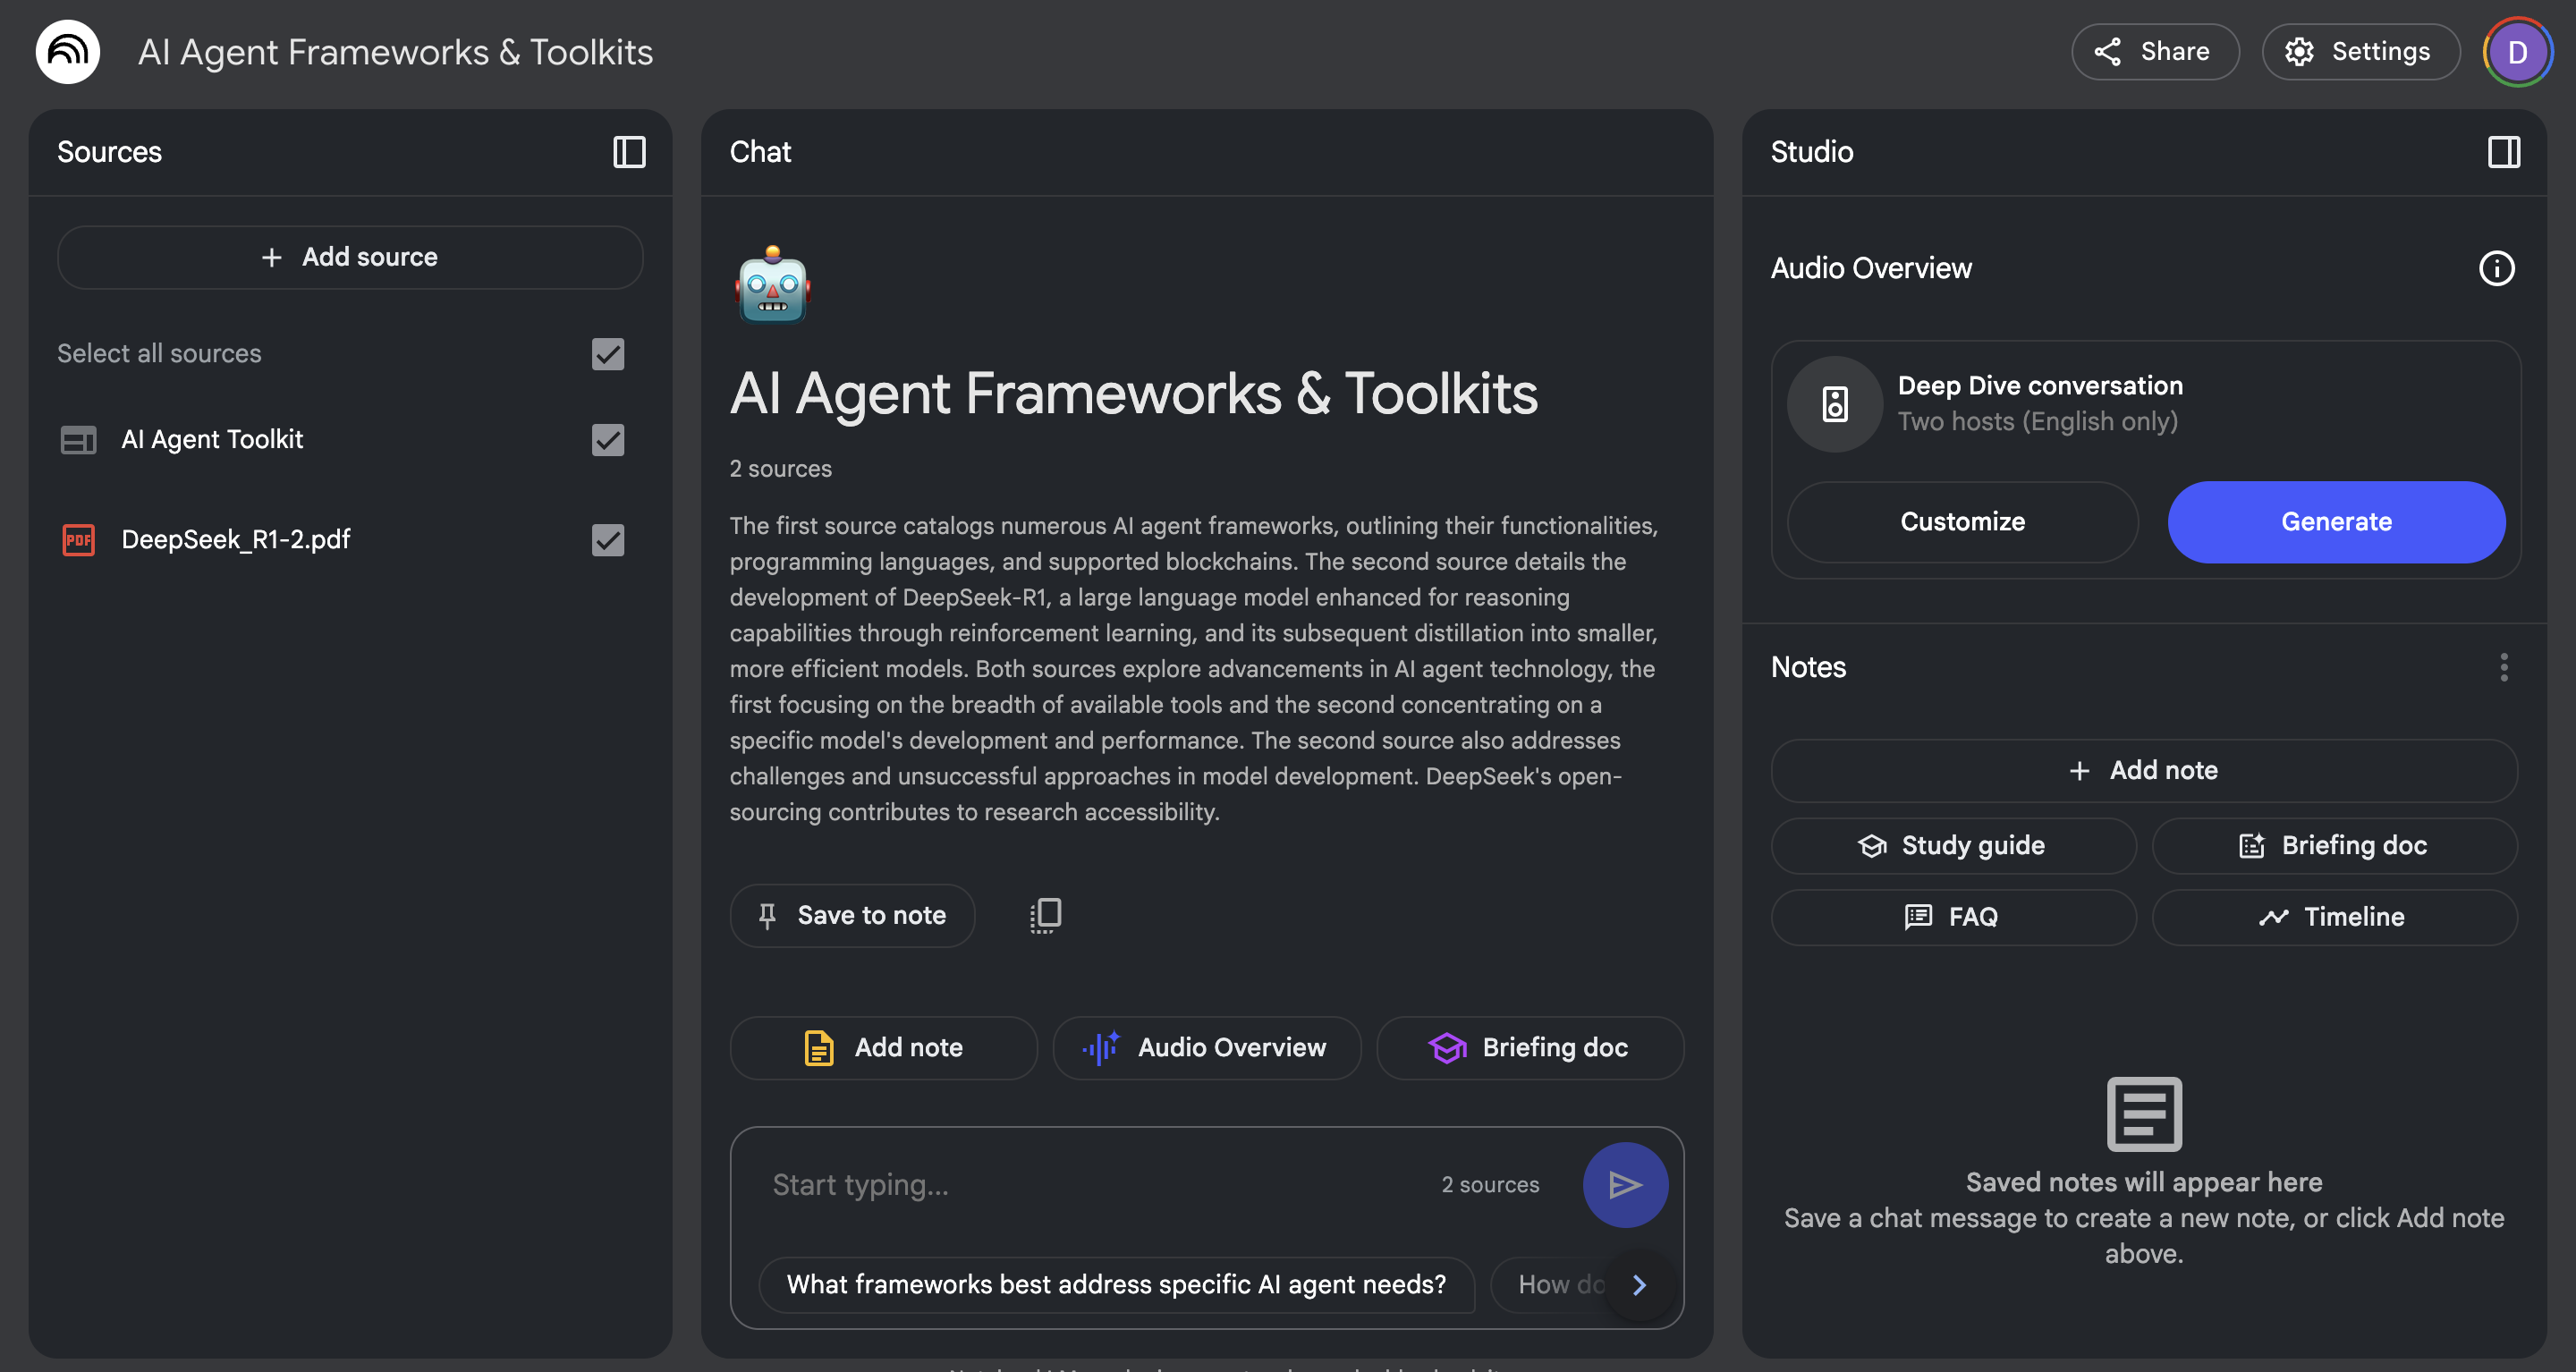 AI Agent Frameworks & Toolkits
Share
Settings
D
Sources
Add source
Select all sources
AI Agent Toolkit
PDF
DeepSeek_R1-2.pdf
Chat
AI Agent Frameworks & Toolkits
2 sources
The first source catalogs numerous AI agent frameworks, outlining their functionalities,
programming languages, and supported blockchains. The second source details the
development of DeepSeek-R1, a large language model enhanced for reasoning
capabilities through reinforcement learning, and its subsequent distillation into smaller,
more efficient models. Both sources explore advancements in AI agent technology, the
first focusing on the breadth of available tools and the second concentrating on a
specific model's development and performance. The second source also addresses
challenges and unsuccessful approaches in model development. DeepSeek's open-
sourcing contributes to research accessibility.
Save to note
Add note
Audio Overview
Briefing doc
Start typing...
2 sources
What frameworks best address specific AI agent needs?
How do
Studio
Audio Overview
Deep Dive conversation
Two hosts (English only)
Customize
Generate
Notes
Add note
Study guide
Briefing doc
FAQ
Timeline
Saved notes will appear here
Save a chat message to create a new note, or click Add note
above.